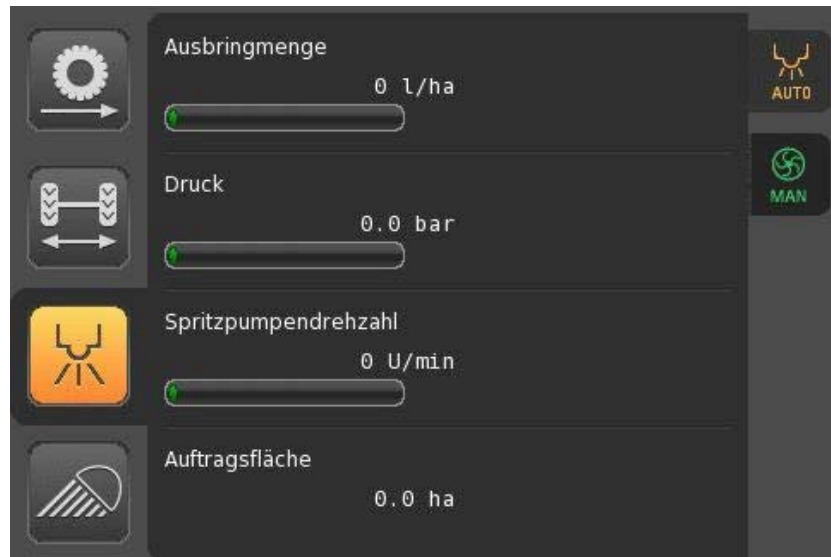 Ausbringmenge
0 l/ha
Druck
0.0 bar
Spritzpumpendrehzahl
0 U/min
Auftragsfläche
0.0 ha
AUTO
MAN